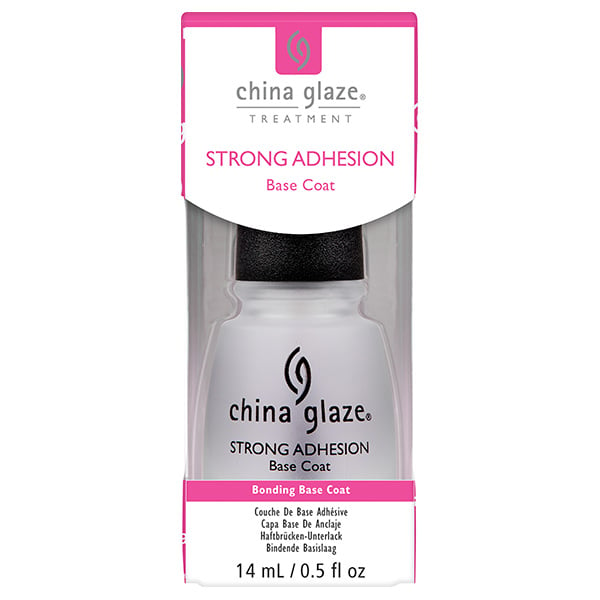 china glaze®
TREATMENT
STRONG ADHESION
Base Coat
china glaze®
STRONG ADHESION
Base Coat
Bonding Base Coat
Couche De Base Adhésive
Capa Base De Anclaje
Haftbrücken-Unterlack
Bindende Basislaag
14 mL / 0.5 fl oz